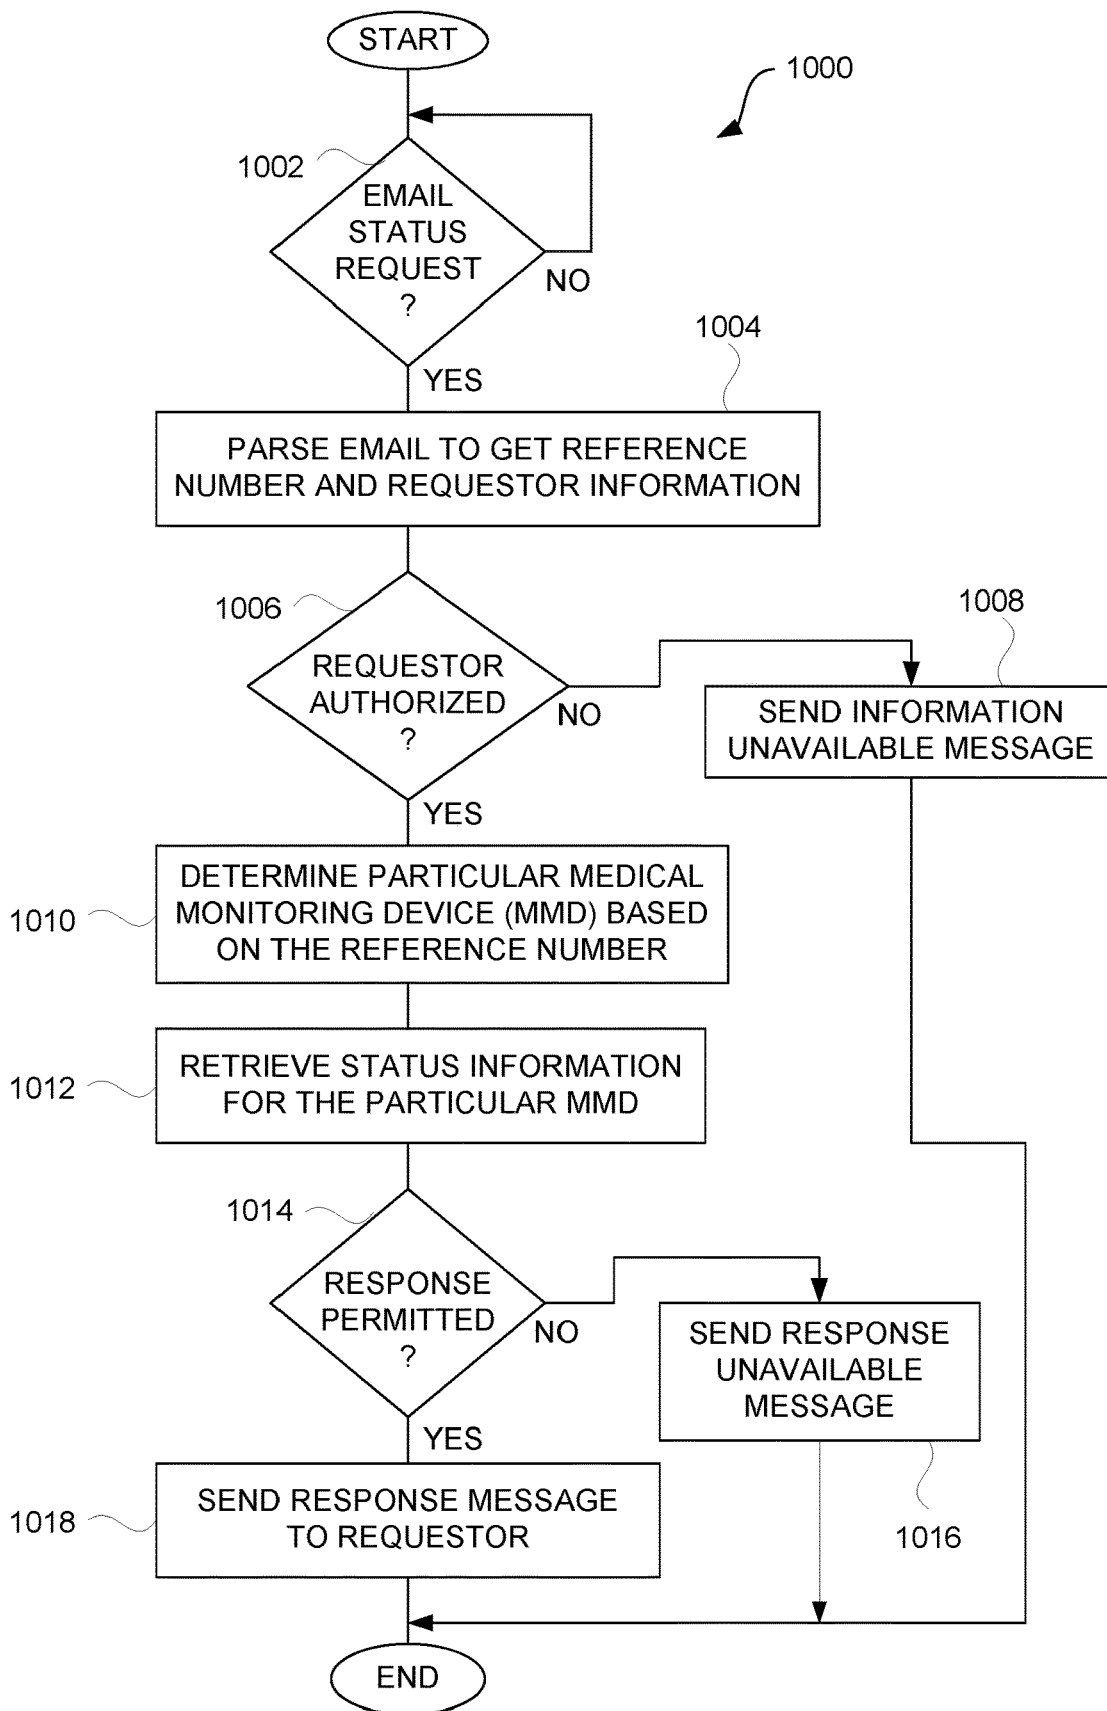 START
1000
1002
EMAIL
STATUS
REQUEST
?
NO
YES
1004
PARSE EMAIL TO GET REFERENCE
NUMBER AND REQUESTOR INFORMATION
1006
REQUESTOR
AUTHORIZED
?
NO
YES
1008
SEND INFORMATION
UNAVAILABLE MESSAGE
1010
DETERMINE PARTICULAR MEDICAL
MONITORING DEVICE (MMD) BASED
ON THE REFERENCE NUMBER
1012
RETRIEVE STATUS INFORMATION
FOR THE PARTICULAR MMD
1014
RESPONSE
PERMITTED
?
NO
YES
SEND RESPONSE
UNAVAILABLE
MESSAGE
1016
1018
SEND RESPONSE MESSAGE
TO REQUESTOR
END